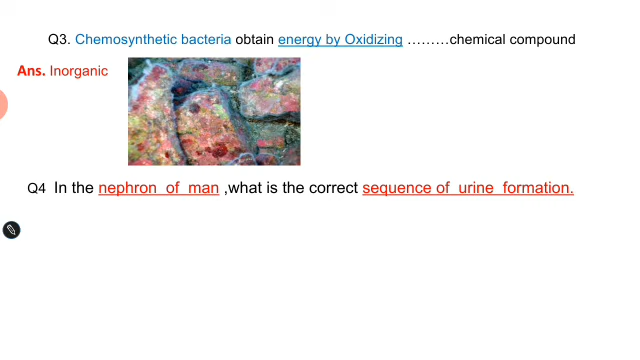 Q3. Chemosynthetic bacteria obtain energy by Oxidizing ………chemical compound
Ans. Inorganic
Q4 In the nephron of man ,what is the correct sequence of urine formation.